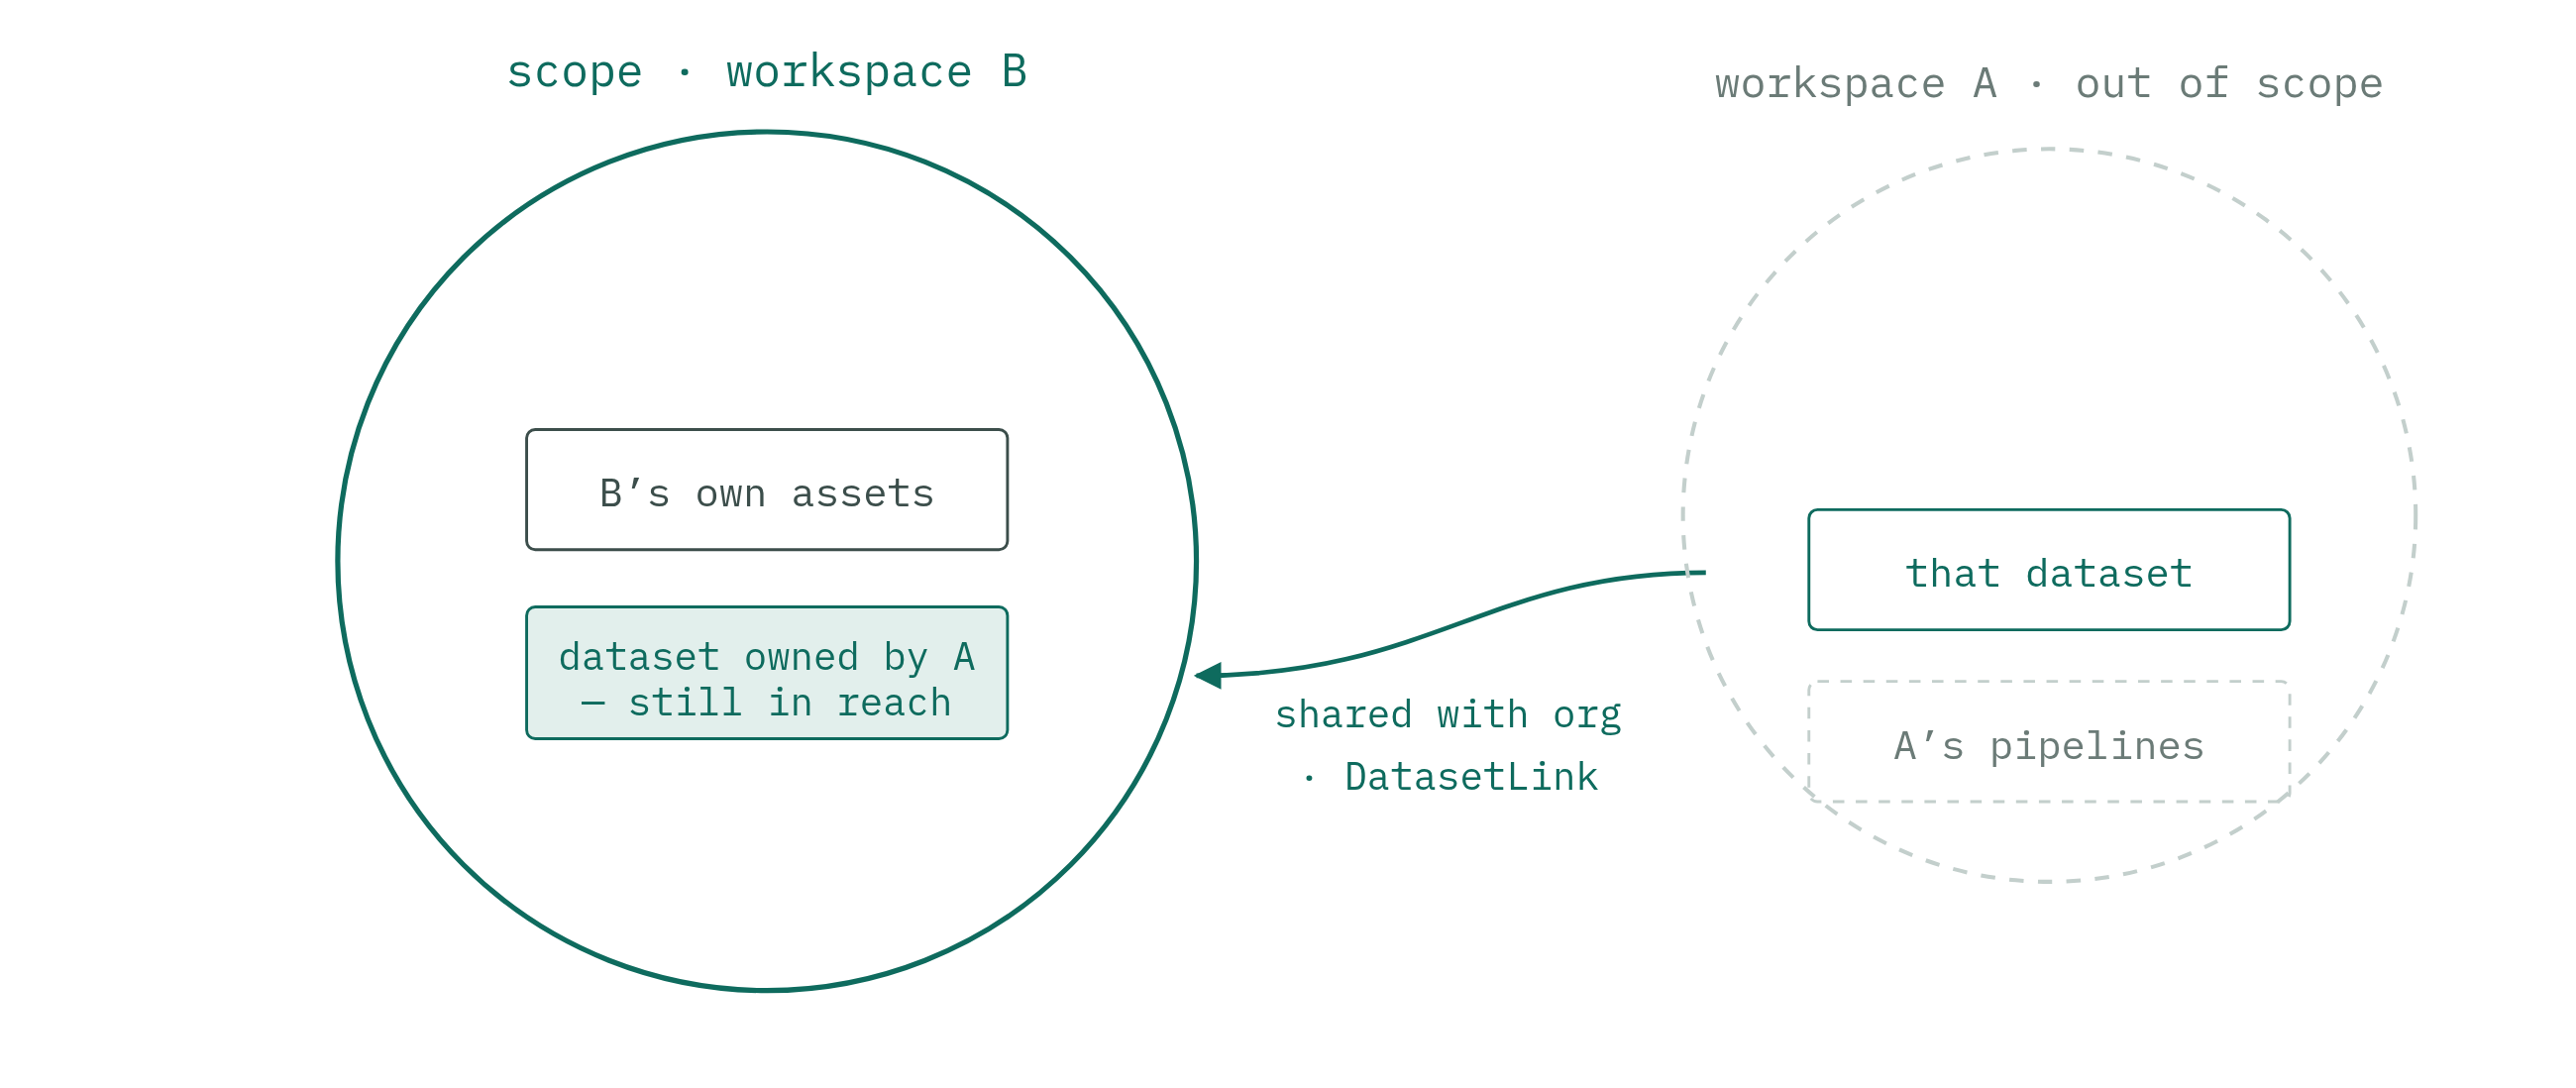 scope · workspace B
workspace A · out of scope
B’s own assets
dataset owned by A
— still in reach
that dataset
shared with org
· DatasetLink
A’s pipelines